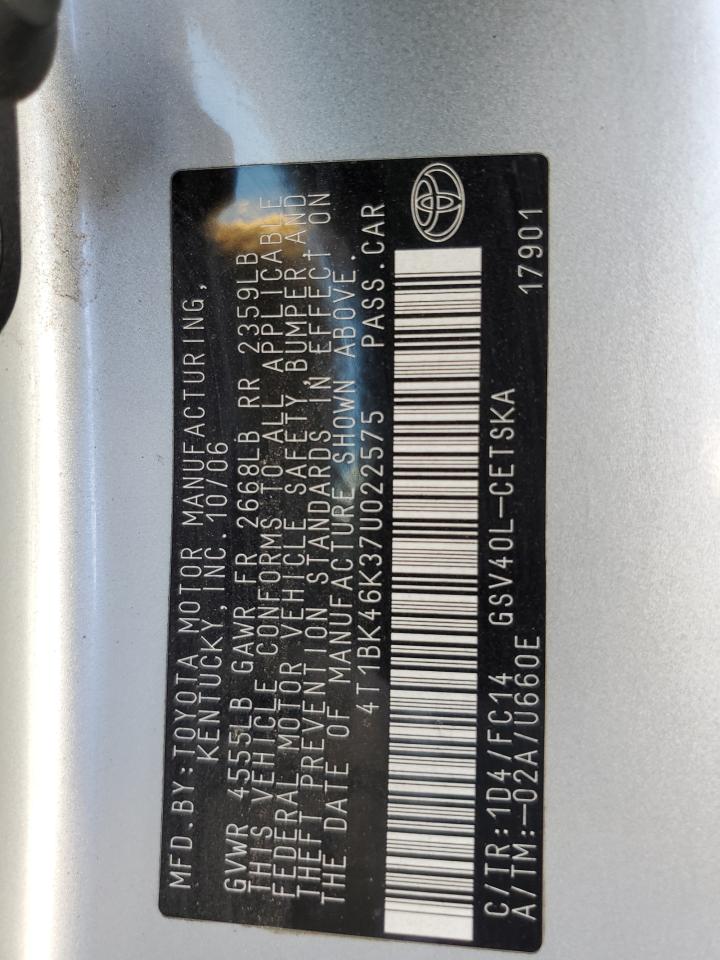 MFD.BY:TOYOTA MOTOR MANUFACTURING,
KENTUCKY,INC.10/06
GVWR 4555LB GAWR FR 2668LB RR 2359LB
THIS VEHICLE CONFORMS TO ALL APPLICABLE
FEDERAL MOTOR VEHICLE SAFETY, BUMPER AND
THEFT PREVENTION STANDARDS IN EFFECT ON
THE DATE OF MANUFACTURE SHOWN ABOVE.
4T1BK46K37U022575 PASS.CAR
C/TR:1D4/FC14 GSV40L-CETSKA 17901
A/TM:-02A/U660E